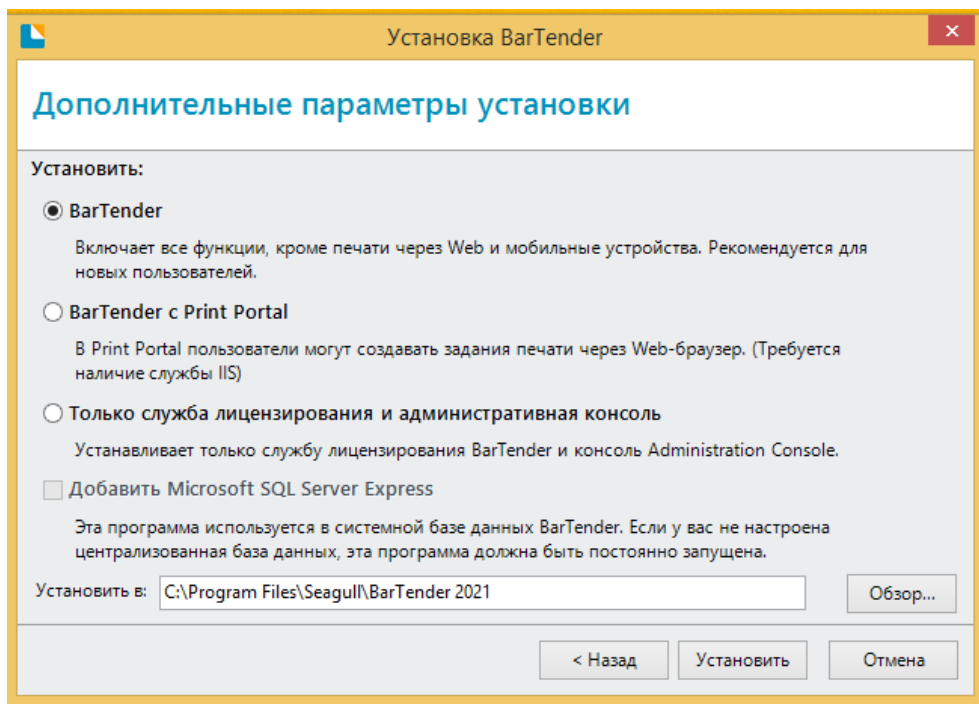 Установка BarTender
Дополнительные параметры установки
Установить:
BarTender
Включает все функции, кроме печати через Web и мобильные устройства. Рекомендуется для
новых пользователей.
BarTender с Print Portal
В Print Portal пользователи могут создавать задания печати через Web-браузер. (Требуется
наличие службы IIS)
Только служба лицензирования и административная консоль
Устанавливает только службу лицензирования BarTender и консоль Administration Console.
Добавить Microsoft SQL Server Express
Эта программа используется в системной базе данных BarTender. Если у вас не настроена
централизованная база данных, эта программа должна быть постоянно запущена.
Установить в: C:\Program Files\Seagull\BarTender 2021 Обзор...
< Назад Установить Отмена